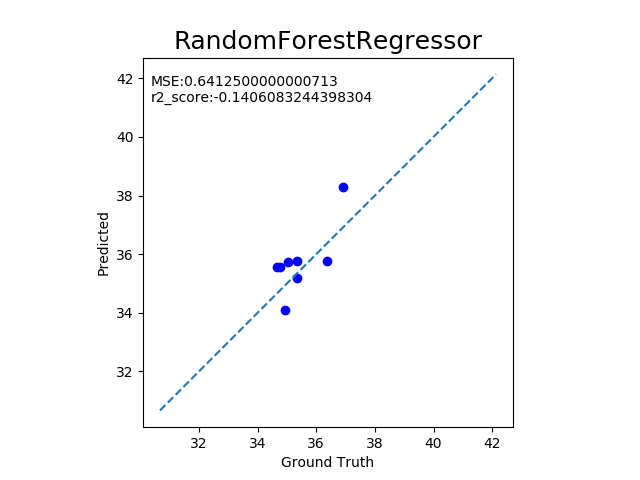 RandomForestRegressor
MSE:0.6412500000000713
r2_score:-0.1406083244398304
Predicted
42
40
38
36
34
32
32 34 36 38 40 42
Ground Truth